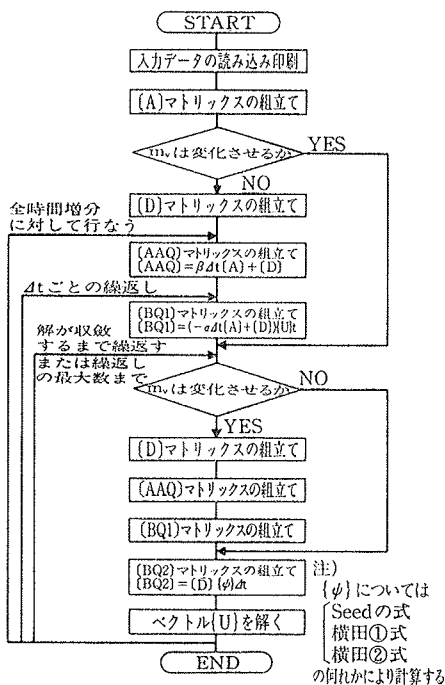 START
入力データの読み込み印刷
〔A〕マトリックスの組立て
mvは変化させるか
YES
NO
〔D〕マトリックスの組立て
全時間増分
に対して行なう
〔AAQ〕マトリックスの組立て
〔AAQ〕=βΔt〔A〕+〔D〕
Δtごとの繰返し
〔BQ1〕マトリックスの組立て
〔BQ1〕=(-αΔt〔A〕+〔D〕){U}t
解が収斂
するまで繰返す
または繰返し
の最大数まで
mvは変化させるか
NO
YES
〔D〕マトリックスの組立て
〔AAQ〕マトリックスの組立て
〔BQ1〕マトリックスの組立て
〔BQ2〕マトリックスの組立て
〔BQ2〕=〔D〕{ψ}Δt
ベクトル{U}を解く
END
注)
{ψ}については
Seedの式
横田①式
横田②式
の何れかにより計算する